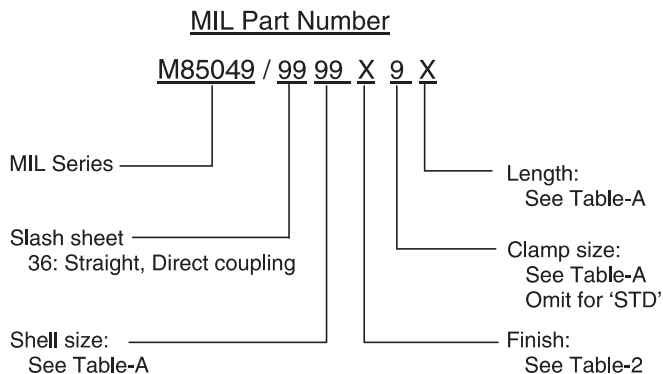 MIL Part Number
M85049 / 99 99 X 9 X
MIL Series
Slash sheet
36: Straight, Direct coupling
Shell size:
See Table-A
Length:
See Table-A
Clamp size:
See Table-A
Omit for 'STD'
Finish:
See Table-2